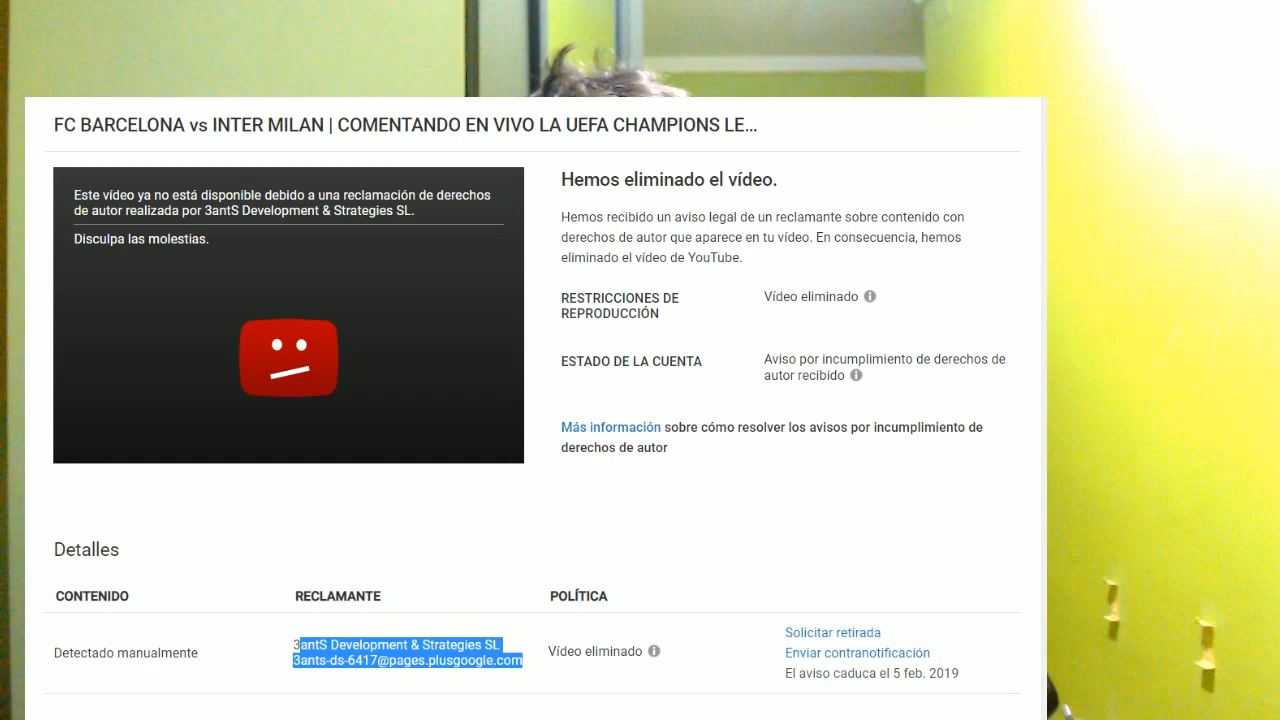 FC BARCELONA vs INTER MILAN | COMENTANDO EN VIVO LA UEFA CHAMPIONS LE...
Este vídeo ya no está disponible debido a una reclamación de derechos
de autor realizada por 3antS Development & Strategies SL.
Disculpa las molestias.
Hemos eliminado el vídeo.
Hemos recibido un aviso legal de un reclamante sobre contenido con
derechos de autor que aparece en tu vídeo. En consecuencia, hemos
eliminado el vídeo de YouTube.
RESTRICCIONES DE
REPRODUCCIÓN
Vídeo eliminado
ESTADO DE LA CUENTA
Aviso por incumplimiento de derechos de
autor recibido
Más información sobre cómo resolver los avisos por incumplimiento de
derechos de autor
Detalles
CONTENIDO
RECLAMANTE
POLÍTICA
Detectado manualmente
3antS Development & Strategies SL
3ants-ds-6417@pages.plusgoogle.com
Vídeo eliminado
Solicitar retirada
Enviar contranotificación
El aviso caduca el 5 feb. 2019